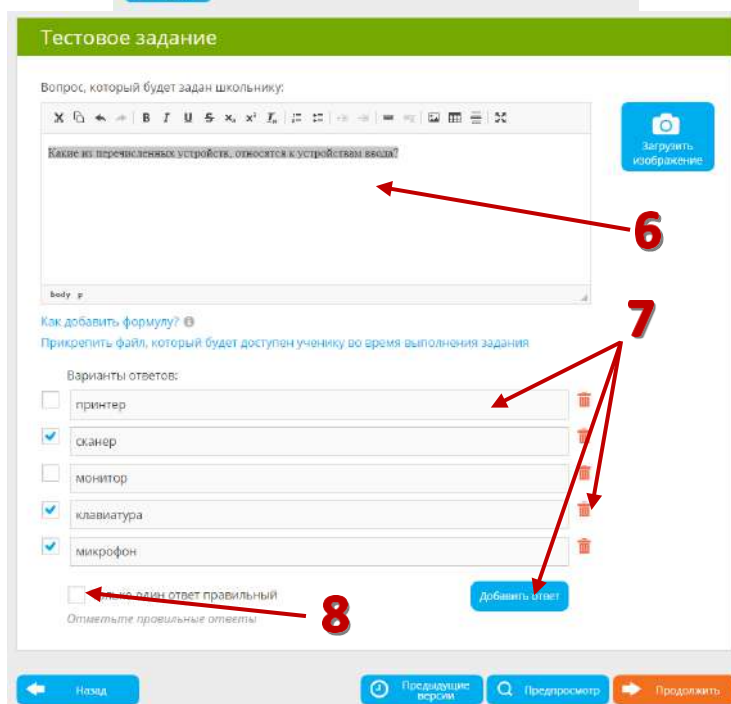 Тестовое задание
Вопрос, который будет задан школьнику:
Какие из перечисленных устройств, относятся к устройствам ввода?
Загрузить
изображение
6
body p
Как добавить формулу?
Прикрепить файл, который будет доступен ученику во время выполнения задания
7
Варианты ответов:
принтер
сканер
монитор
клавиатура
микрофон
только один ответ правильный
Добавить ответ
8
Отметьте правильные ответы
Назад
Предыдущие
версии
Предпросмотр
Продолжить